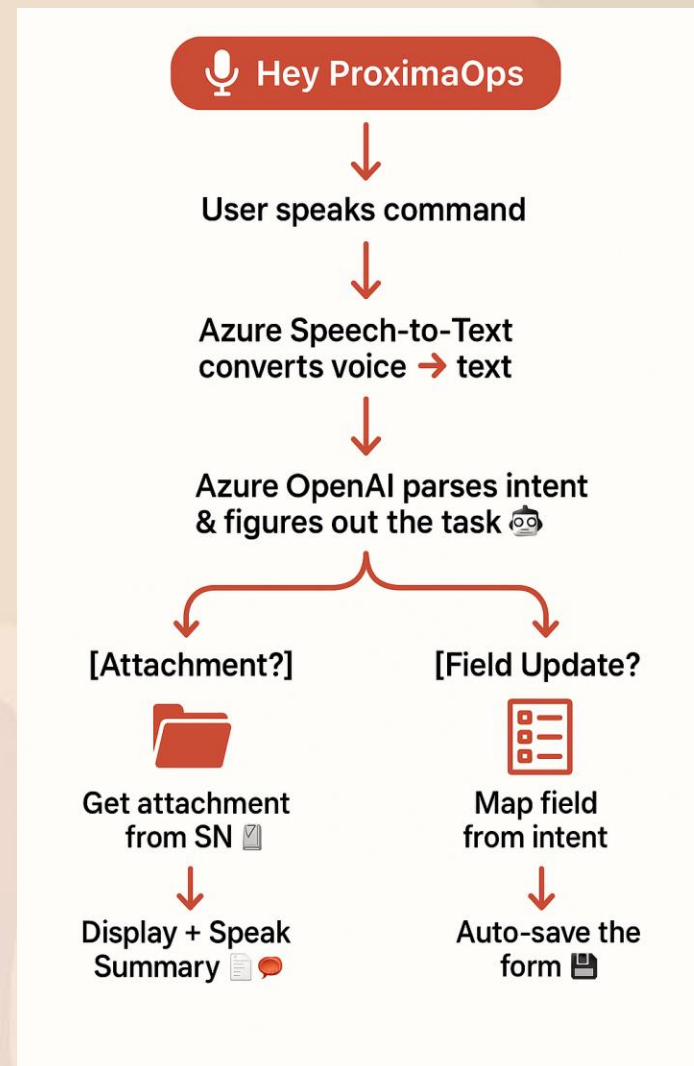 Hey ProximaOps
User speaks command
Azure Speech-to-Text
converts voice → text
Azure OpenAI parses intent
& figures out the task 🤖
[Attachment?]
Get attachment
from SN
Display + Speak
Summary
[Field Update?
Map field
from intent
Auto-save the
form 💾